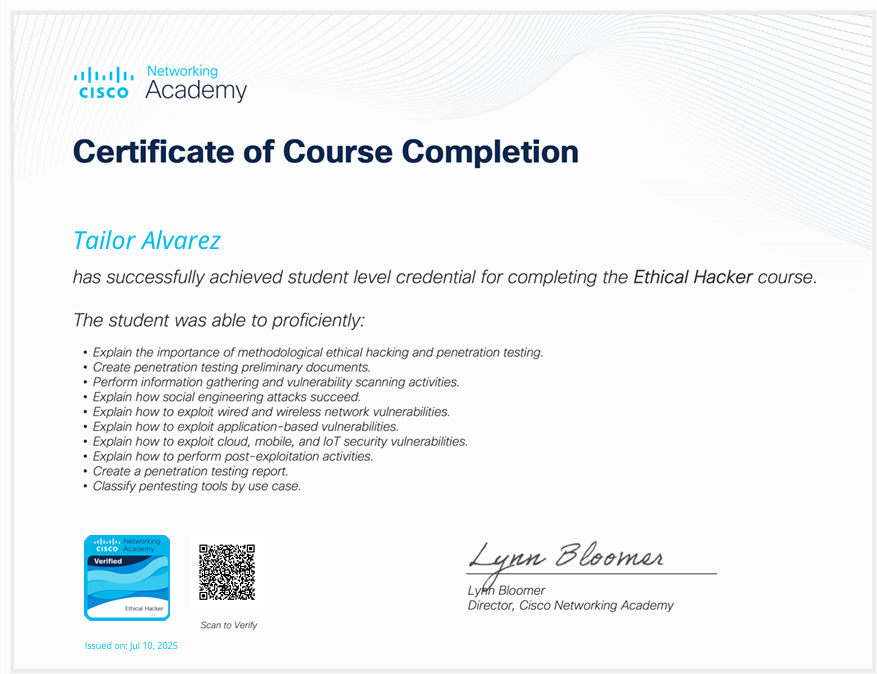 Networking
CISCO Academy
Certificate of Course Completion
Tailor Alvarez
has successfully achieved student level credential for completing the Ethical Hacker course.
The student was able to proficiently:
• Explain the importance of methodological ethical hacking and penetration testing.
• Create penetration testing preliminary documents.
• Perform information gathering and vulnerability scanning activities.
• Explain how social engineering attacks succeed.
• Explain how to exploit wired and wireless network vulnerabilities.
• Explain how to exploit application-based vulnerabilities.
• Explain how to exploit cloud, mobile, and IoT security vulnerabilities.
• Explain how to perform post-exploitation activities.
• Create a penetration testing report.
• Classify pentesting tools by use case.
Networking
CISCO Academy
Verified
Ethical Hacker
Scan to Verify
Issued on: Jul 10, 2025
Lynn Bloomer
Lynn Bloomer
Director, Cisco Networking Academy